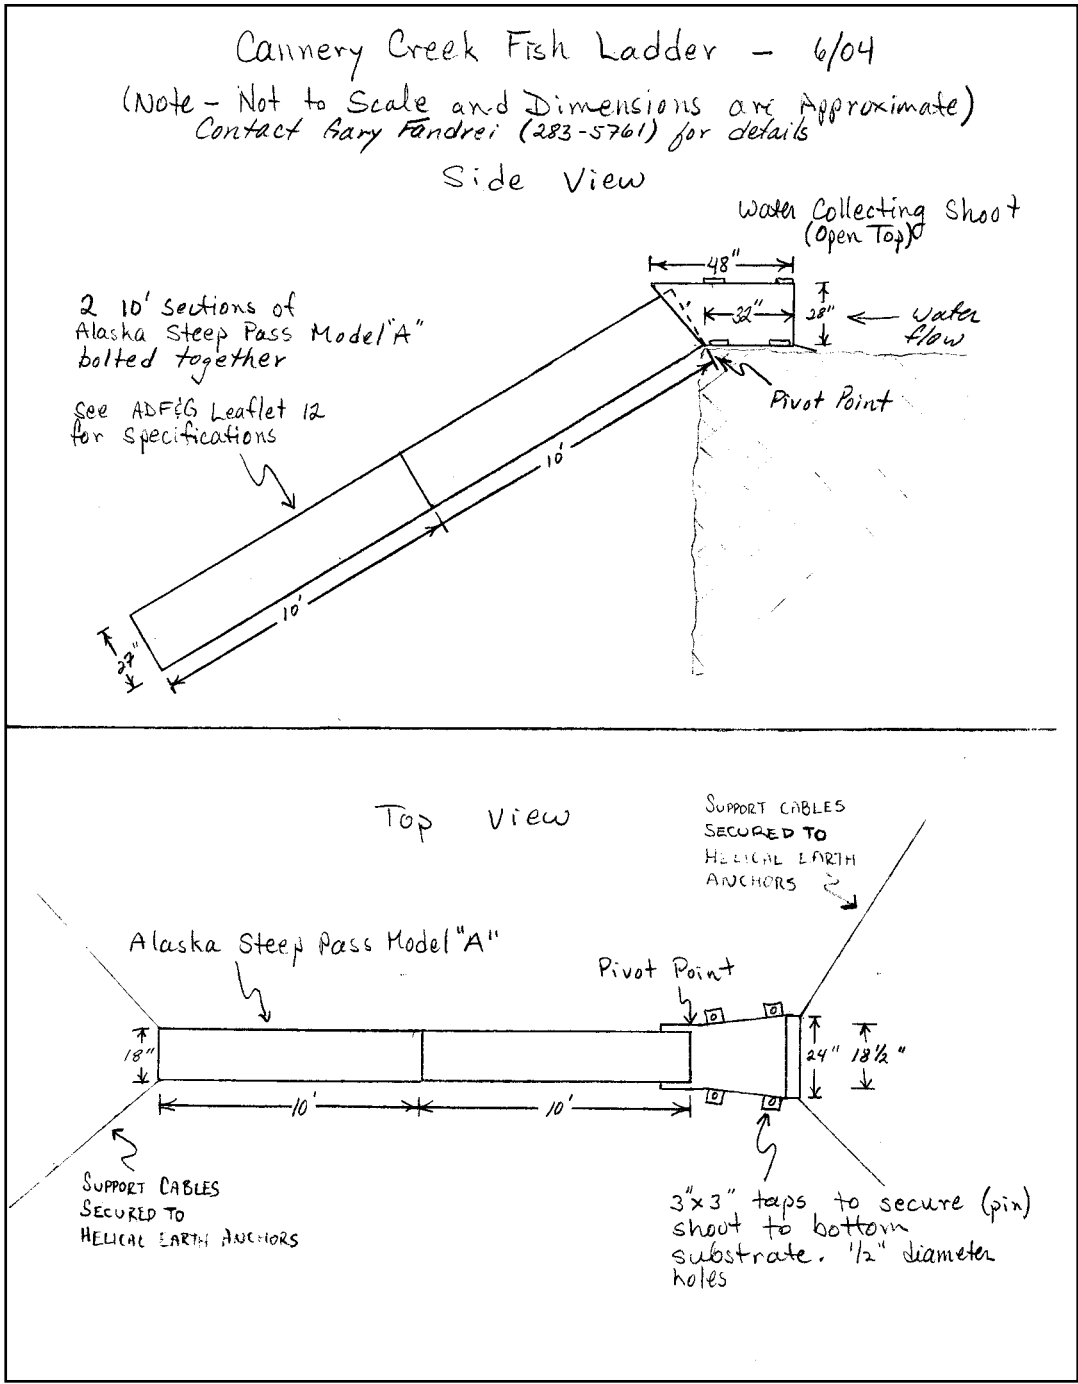 Cannery Creek Fish Ladder - 6/04
(Note - Not to Scale and Dimensions are Approximate)
Contact Gary Fandrei (283-5761) for details
Side View
Water Collecting Shoot
(Open Top)
48"
2 10' Sections of
Alaska Steep Pass Model "A"
bolted together
32"
28"
Water
flow
See ADF&G Leaflet 12
for Specifications
Pivot Point
10'
10'
27"
Top View
SUPPORT CABLES
SECURED TO
HELICAL EARTH
ANCHORS
Alaska Steep Pass Model "A"
Pivot Point
18"
24"
18 1/2"
10'
10'
SUPPORT CABLES
SECURED TO
HELICAL EARTH ANCHORS
3"x3" taps to secure (pin)
shoot to bottom
substrate. 1/2" diameter
holes